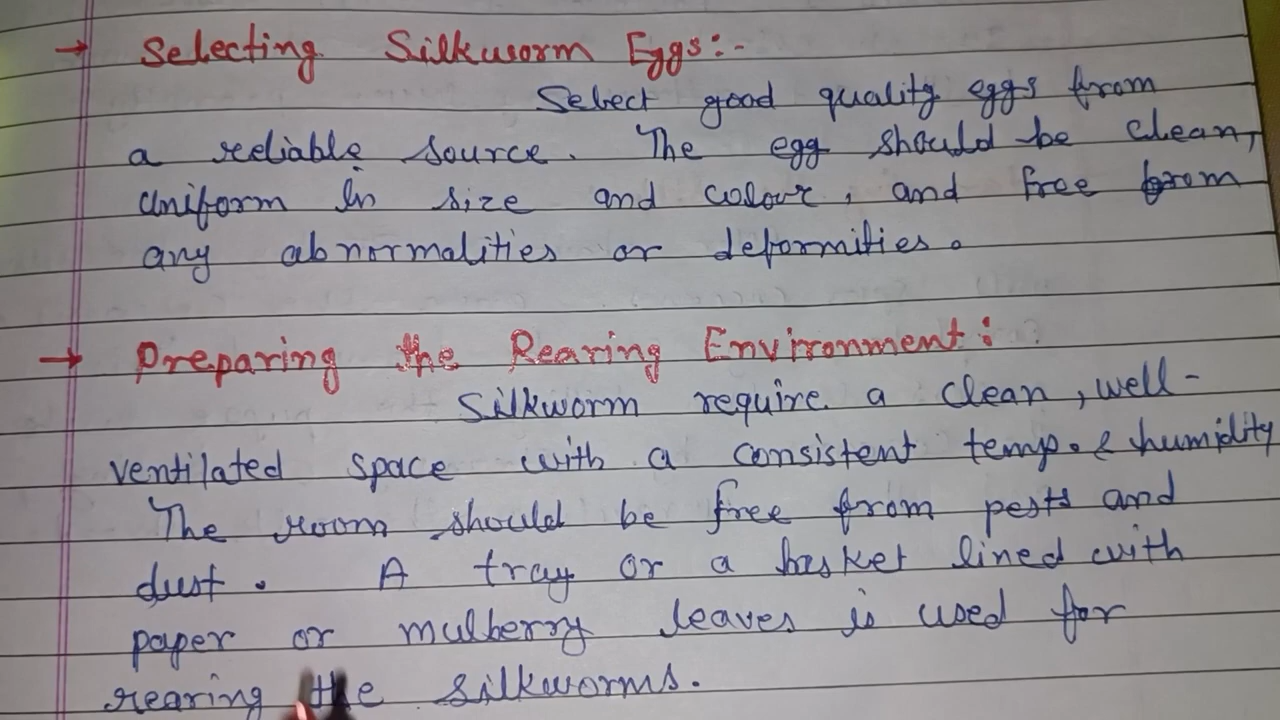 → Selecting Silkworm Eggs:-
Select good quality eggs from
a reliable source. The egg should be clean,
uniform in size and colour, and free from
any abnormalities or deformities.
→ Preparing the Rearing Environment:
Silkworm require a clean, well-
ventilated space with a consistent temp. & humidity
The room should be free from pests and
dust. A tray or a basket lined with
paper or mulberry leaves is used for
rearing the silkworms.